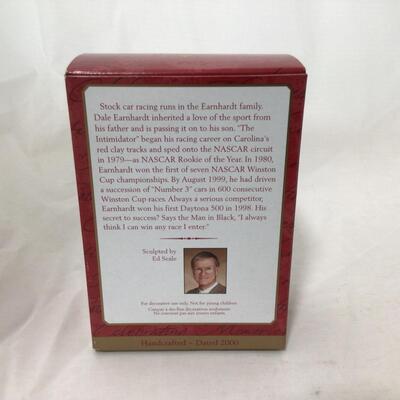 Stock car racing runs in the Earnhardt family.
Dale Earnhardt inherited a love of the sport from
his father and is passing it on to his son. "The
Intimidator" began his racing career on Carolina's
red clay tracks and sped onto the NASCAR circuit
in 1979—as NASCAR Rookie of the Year. In 1980,
Earnhardt won the first of seven NASCAR Winston
Cup championships. By August 1999, he had driven
a succession of "Number 3" cars in 600 consecutive
Winston Cup races. Always a serious competitor,
Earnhardt won his first Daytona 500 in 1998. His
secret to success? Says the Man in Black, "I always
think I can win any race I enter."
Sculpted by
Ed Seale
For decorative use only. Not for young children.
Handcrafted ~ Dated 2000